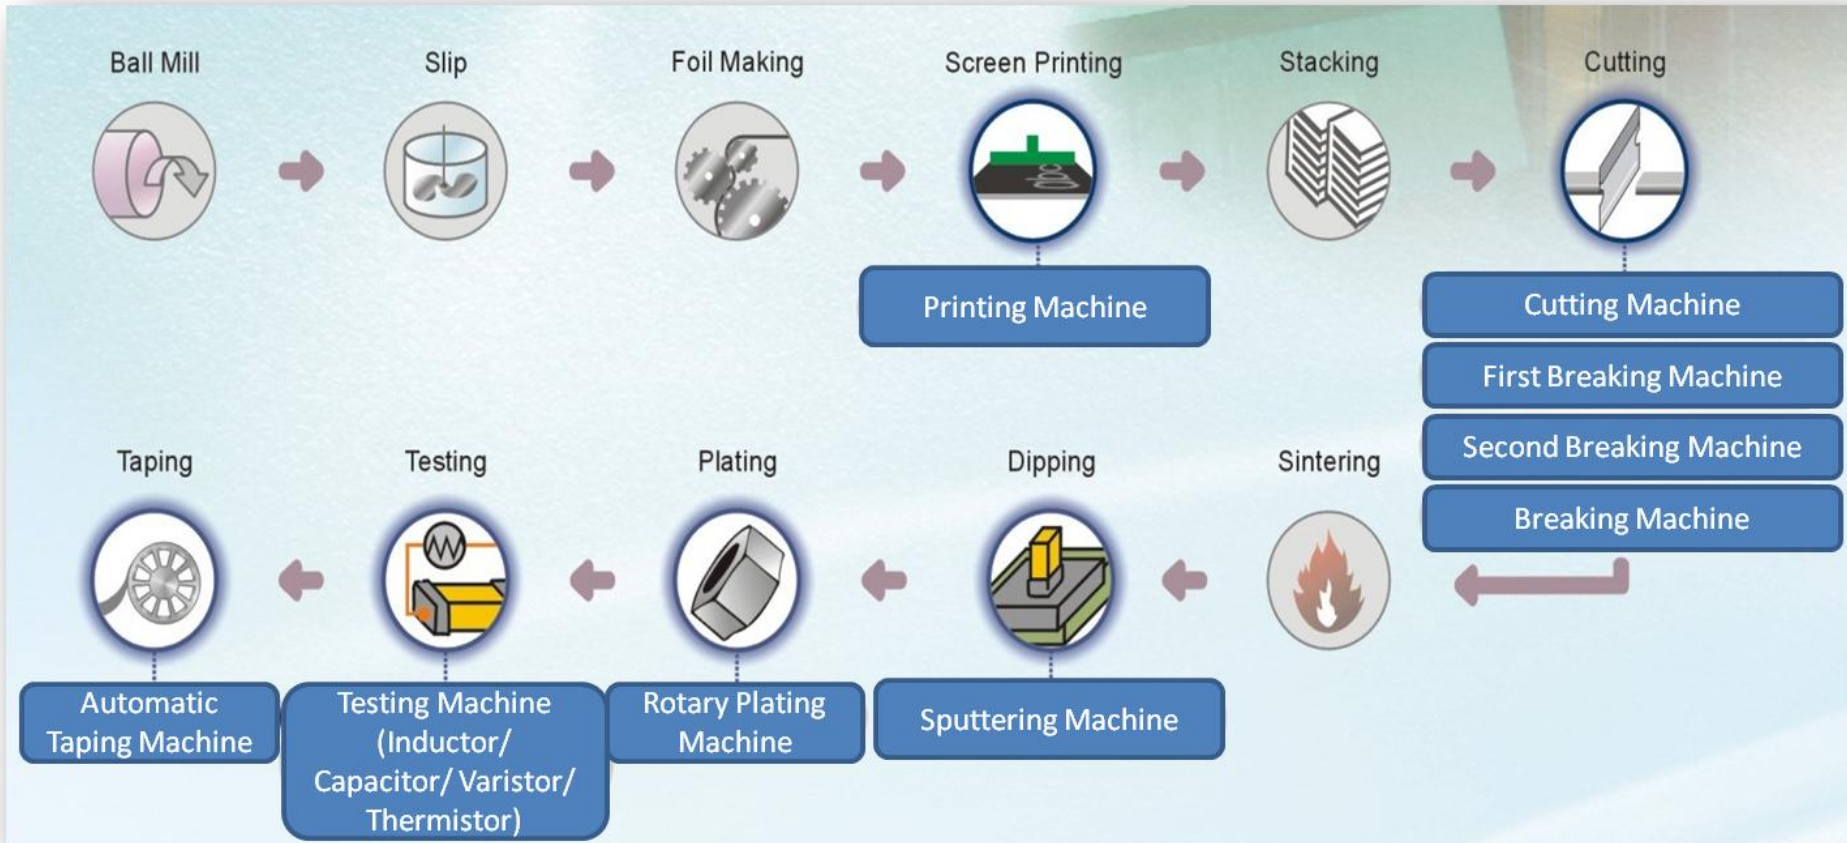 Ball Mill
Slip
Foil Making
Screen Printing
Stacking
Cutting
Printing Machine
Cutting Machine
First Breaking Machine
Second Breaking Machine
Breaking Machine
Taping
Testing
Plating
Dipping
Sintering
Automatic
Taping Machine
Testing Machine
(Inductor/
Capacitor/ Varistor/
Thermistor)
Rotary Plating
Machine
Sputtering Machine